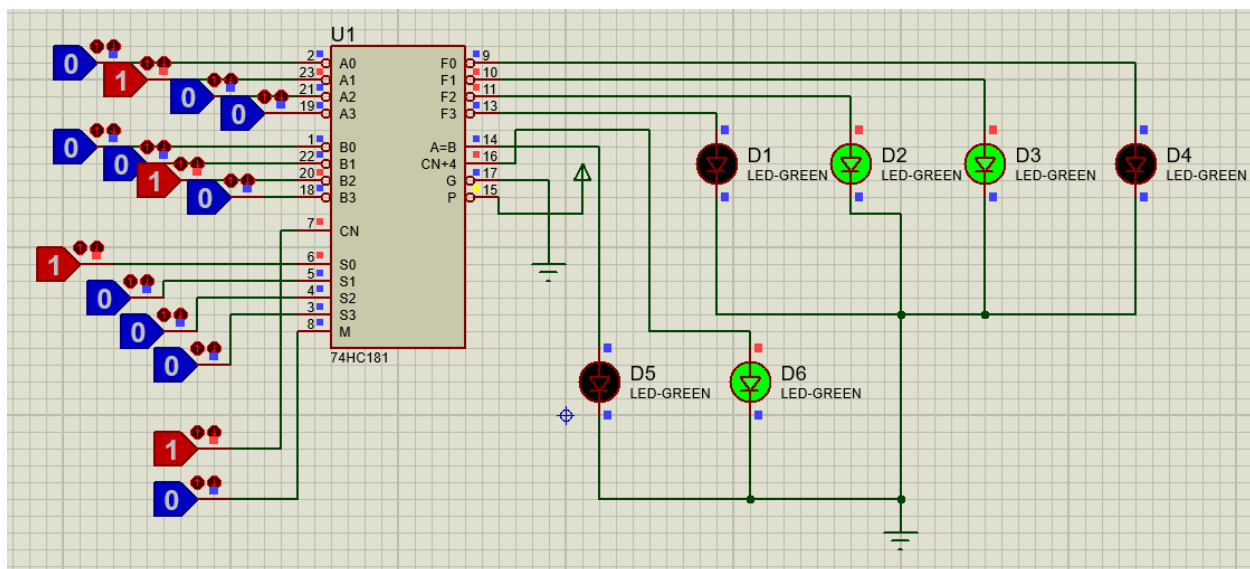 U1
0
1
0
0
0
0
1
0
1
0
0
0
1
0
2 A0
23 A1
21 A2
19 A3
1 B0
22 B1
20 B2
18 B3
7 CN
6 S0
5 S1
4 S2
3 S3
8 M
F0 9
F1 10
F2 11
F3 13
A=B 14
CN+4 16
G 17
P 15
74HC181
D1
LED-GREEN
D2
LED-GREEN
D3
LED-GREEN
D4
LED-GREEN
D5
LED-GREEN
D6
LED-GREEN